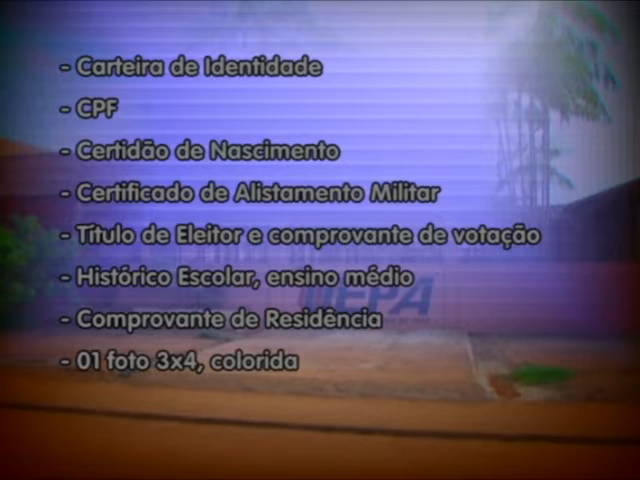 - Carteira de Identidade
- CPF
- Certidão de Nascimento
- Certificado de Alistamento Militar
- Título de Eleitor e comprovante de votação
- Histórico Escolar, ensino médio
UEPA
- Comprovante de Residência
- 01 foto 3x4, colorida